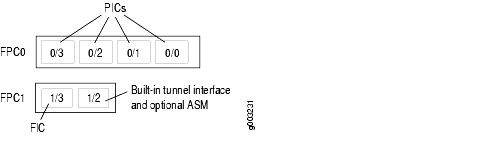 PICs
FPC0
0/3 0/2 0/1 0/0
FPC1
1/3 1/2
Built-in tunnel interface
and optional ASM
FIC
g003231